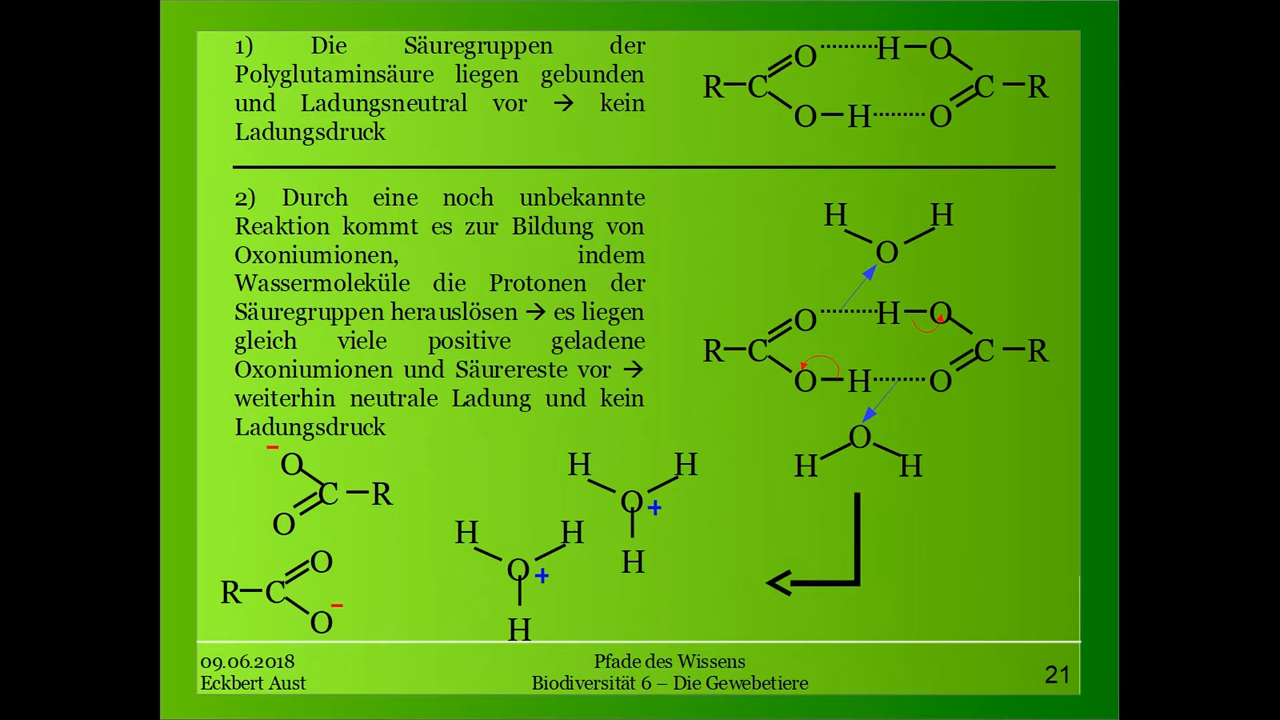 1) Die Säuregruppen der
Polyglutaminsäure liegen gebunden
und Ladungsneutral vor → kein
Ladungsdruck
R C O H O C R
O H O
2) Durch eine noch unbekannte
Reaktion kommt es zur Bildung von
Oxoniumionen, indem
Wassermoleküle die Protonen der
Säuregruppen herauslösen → es liegen
gleich viele positive geladene
Oxoniumionen und Säurereste vor →
weiterhin neutrale Ladung und kein
Ladungsdruck
H H
O
O H O
R C C R
O H O
O
H H
− O
C R
O
H H
O +
H
H H
O +
H
O
R C
O −
09.06.2018
Eckbert Aust
Pfade des Wissens
Biodiversität 6 – Die Gewebetiere
21